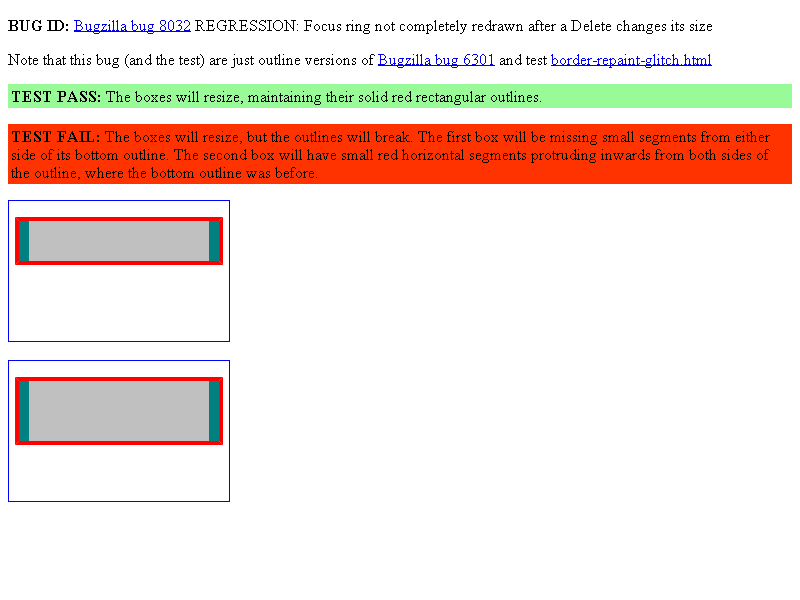 BUG ID: Bugzilla bug 8032 REGRESSION: Focus ring not completely redrawn after a Delete changes its size
Note that this bug (and the test) are just outline versions of Bugzilla bug 6301 and test border-repaint-glitch.html
TEST PASS: The boxes will resize, maintaining their solid red rectangular outlines.
TEST FAIL: The boxes will resize, but the outlines will break. The first box will be missing small segments from either
side of its bottom outline. The second box will have small red horizontal segments protruding inwards from both sides of
the outline, where the bottom outline was before.